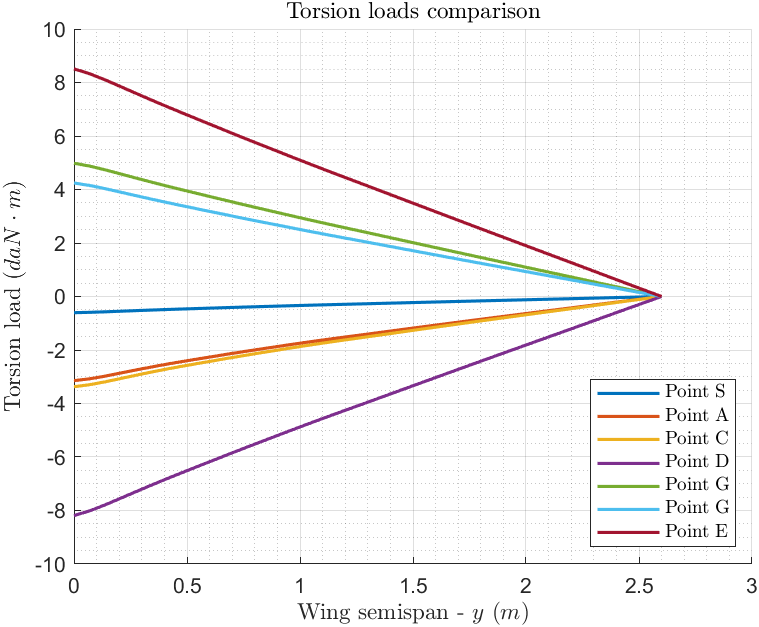 Torsion loads comparison
Torsion load (daN · m)
10
8
6
4
2
0
-2
-4
-6
-8
-10
Point S
Point A
Point C
Point D
Point G
Point G
Point E
0 0.5 1 1.5 2 2.5 3
Wing semispan - y (m)